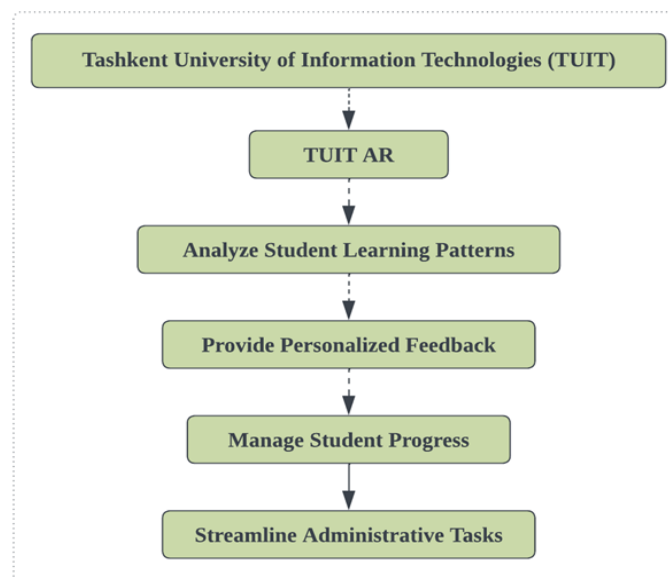 Tashkent University of Information Technologies (TUIT)
TUIT AR
Analyze Student Learning Patterns
Provide Personalized Feedback
Manage Student Progress
Streamline Administrative Tasks